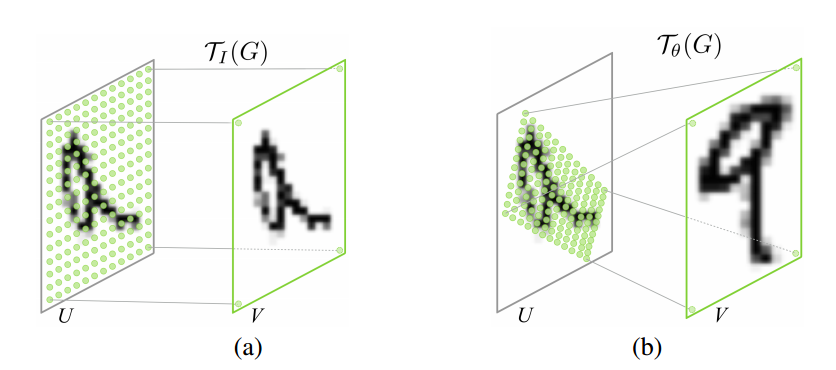 𝒯_I(G)
𝒯_θ(G)
U
V
U
V
(a)
(b)